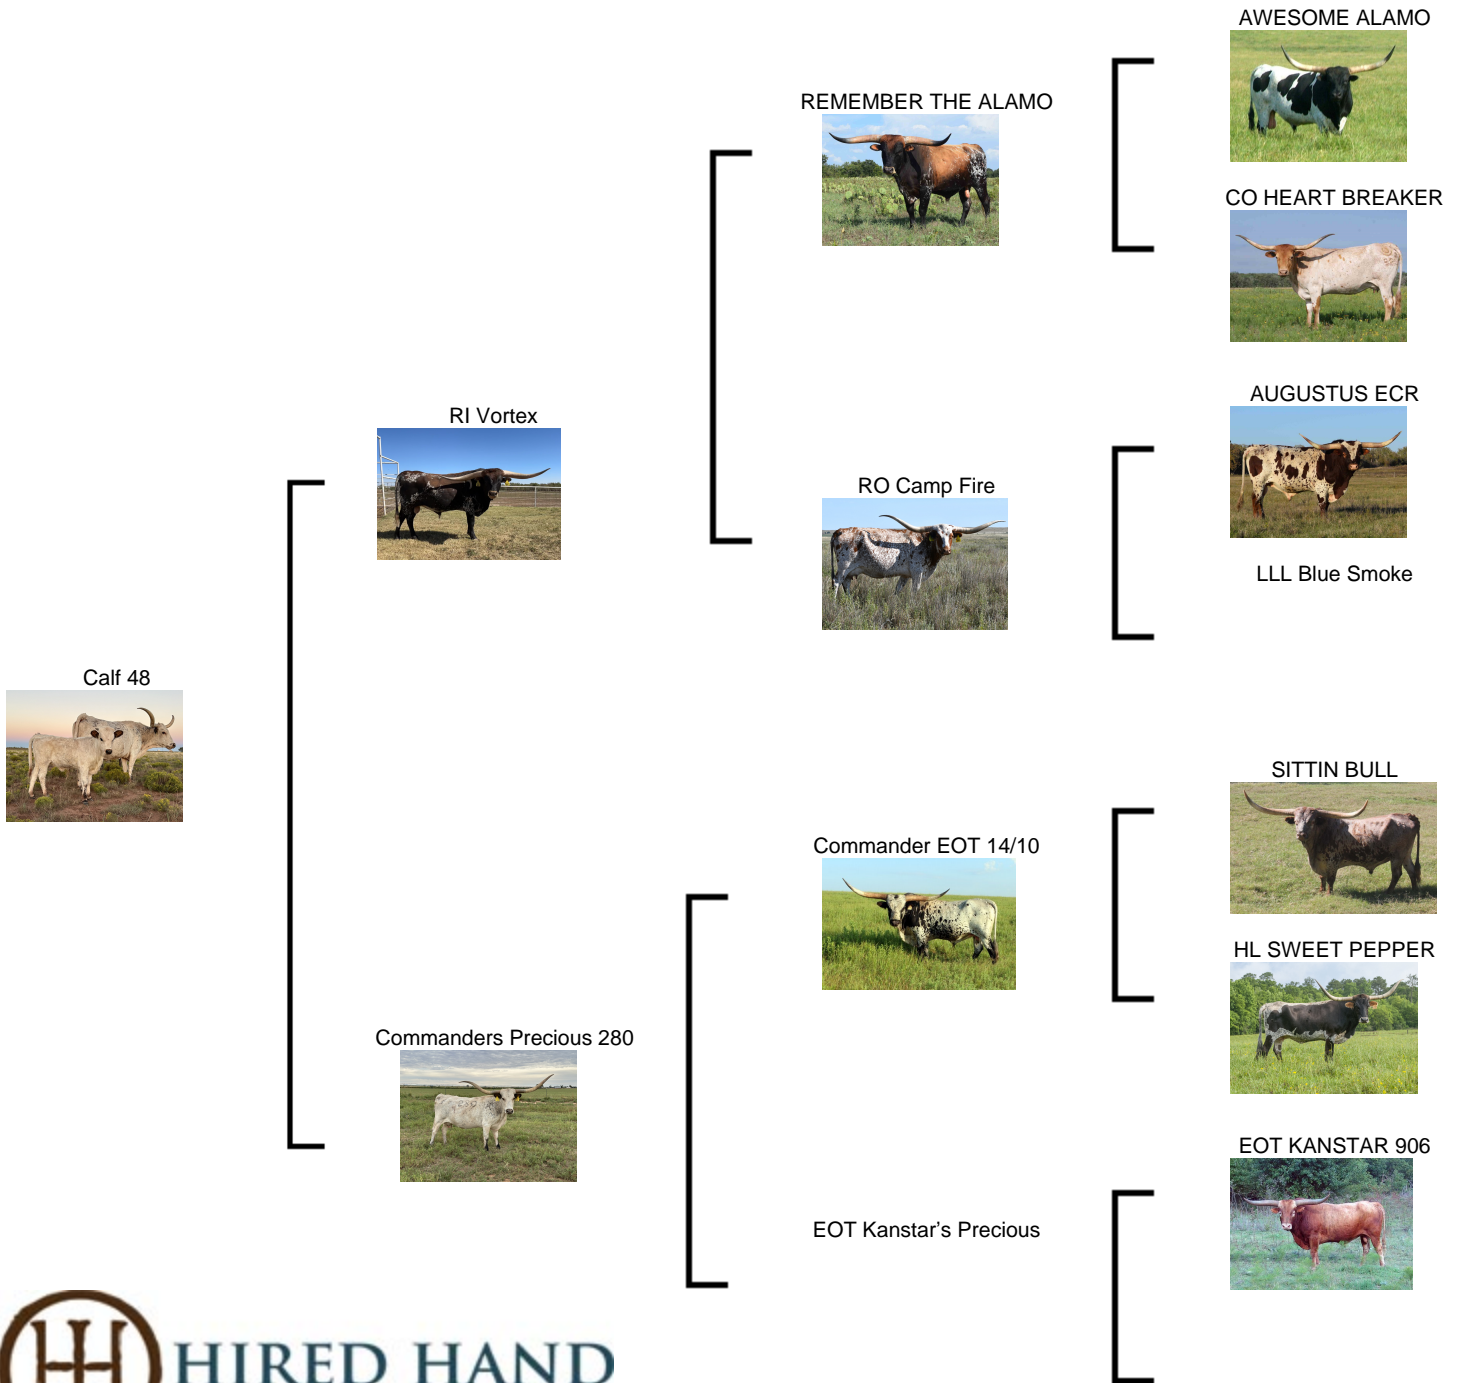 AWESOME ALAMO
REMEMBER THE ALAMO
CO HEART BREAKER
AUGUSTUS ECR
RI Vortex
RO Camp Fire
LLL Blue Smoke
Calf 48
SITTIN BULL
Commander EOT 14/10
HL SWEET PEPPER
Commanders Precious 280
EOT KANSTAR 906
EOT Kanstar’s Precious
HIRED HAND